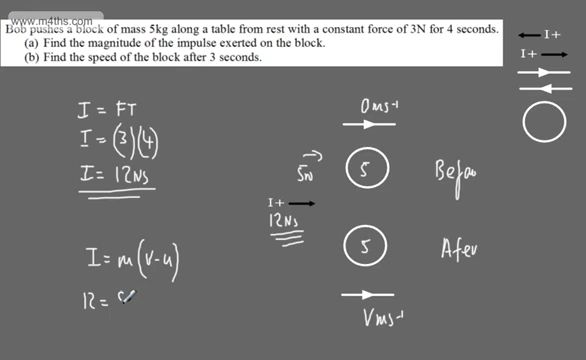 www.m4ths.com
Bob pushes a block of mass 5kg along a table from rest with a constant force of 3N for 4 seconds.
(a) Find the magnitude of the impulse exerted on the block.
(b) Find the speed of the block after 3 seconds.
I+
I+
I = FT
I = (3)(4)
I = 12Ns
0ms⁻¹
5N
5
Before
I+
12Ns
5
After
Vms⁻¹
I = m(v-u)
12 =